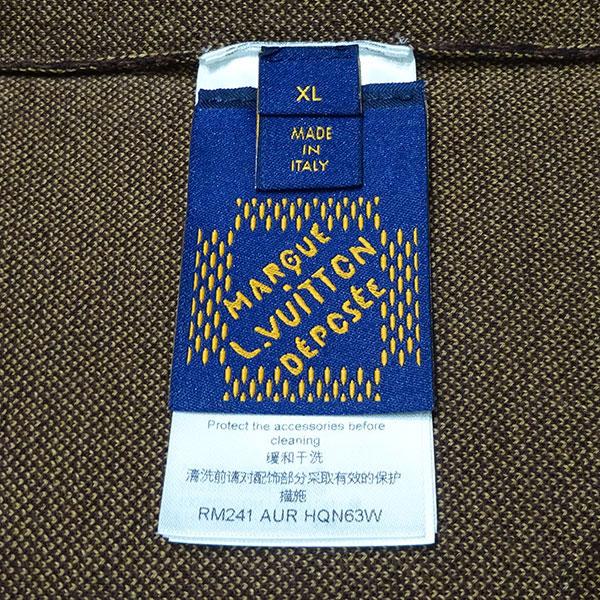 XL
MADE
IN
ITALY
MARQUE
L.VUITTON
DÉPOSÉE
Protect the accessories before
cleaning
缓和干洗
清洗前请对配饰部分采取有效的保护
措施
RM241 AUR HQN63W